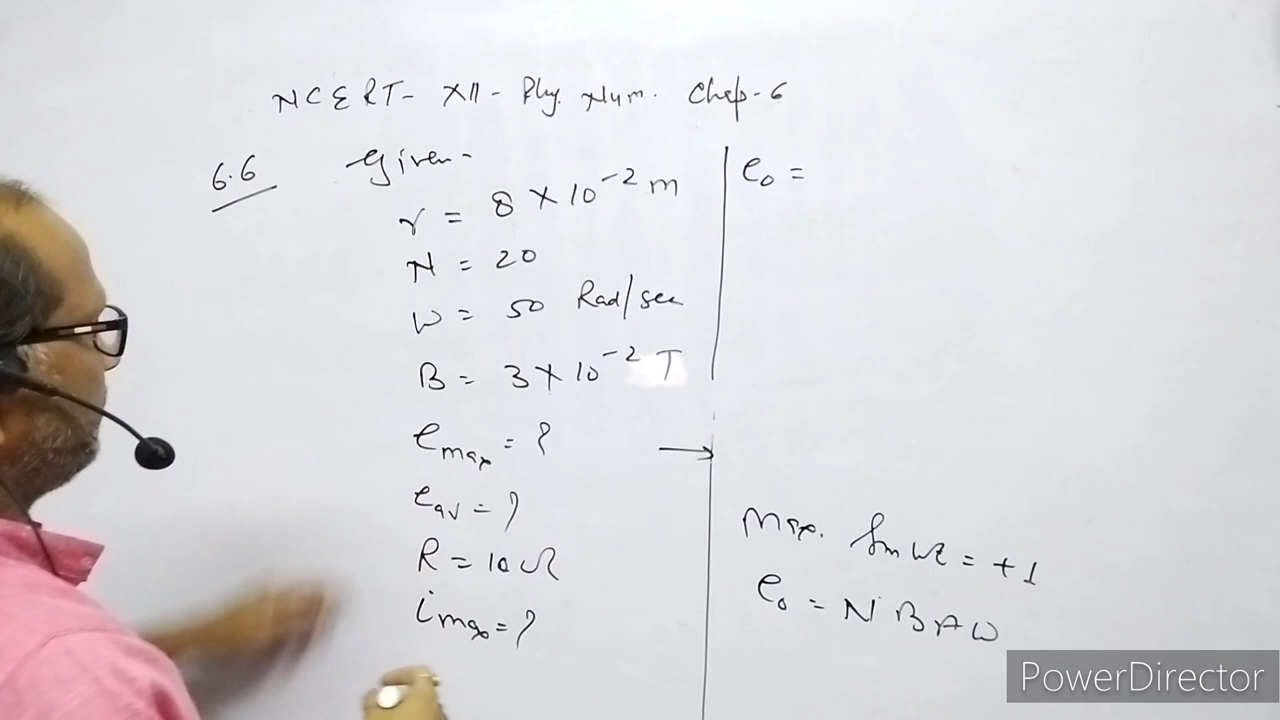 NCERT- XII- Phy. Num. Chap-6
6.6 Given-
r = 8 × 10⁻² m
N = 20
W = 50 Rad/sec
B = 3 × 10⁻² T
e_max = ?
e_av = ?
R = 10 Ω
i_max = ?
e₀ =
Max. Sin wt = +1
e₀ = N B A W
PowerDirector